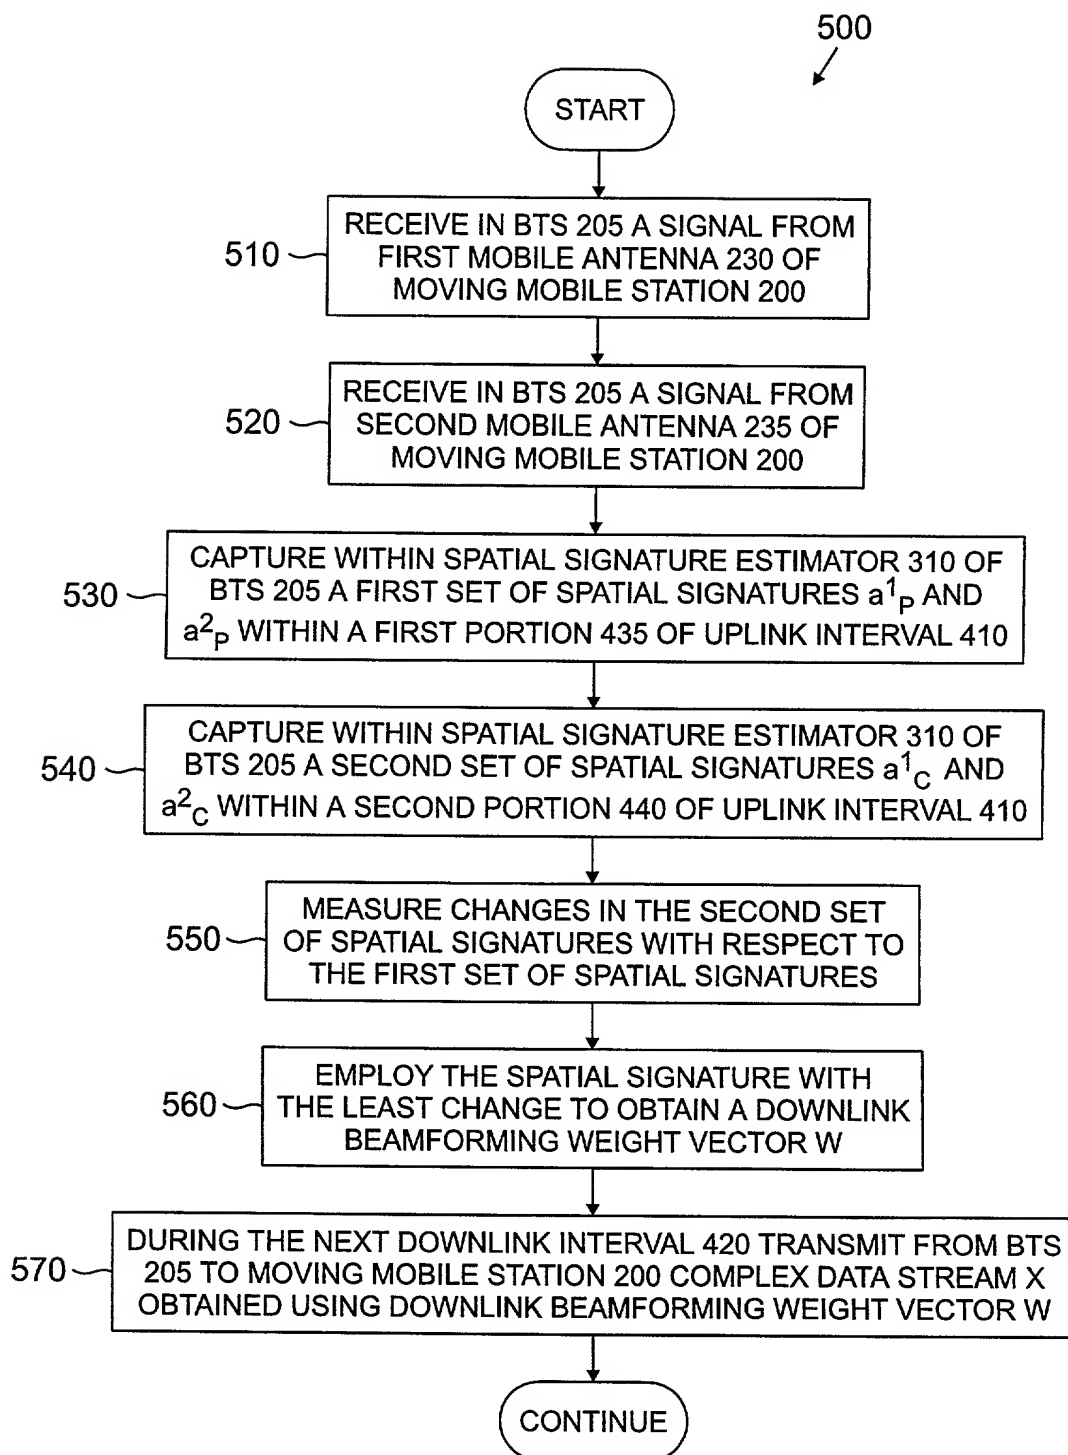 500
START
510
RECEIVE IN BTS 205 A SIGNAL FROM
FIRST MOBILE ANTENNA 230 OF
MOVING MOBILE STATION 200
520
RECEIVE IN BTS 205 A SIGNAL FROM
SECOND MOBILE ANTENNA 235 OF
MOVING MOBILE STATION 200
530
CAPTURE WITHIN SPATIAL SIGNATURE ESTIMATOR 310 OF
BTS 205 A FIRST SET OF SPATIAL SIGNATURES a¹P AND
a²P WITHIN A FIRST PORTION 435 OF UPLINK INTERVAL 410
540
CAPTURE WITHIN SPATIAL SIGNATURE ESTIMATOR 310 OF
BTS 205 A SECOND SET OF SPATIAL SIGNATURES a¹C AND
a²C WITHIN A SECOND PORTION 440 OF UPLINK INTERVAL 410
550
MEASURE CHANGES IN THE SECOND SET
OF SPATIAL SIGNATURES WITH RESPECT TO
THE FIRST SET OF SPATIAL SIGNATURES
560
EMPLOY THE SPATIAL SIGNATURE WITH
THE LEAST CHANGE TO OBTAIN A DOWNLINK
BEAMFORMING WEIGHT VECTOR W
570
DURING THE NEXT DOWNLINK INTERVAL 420 TRANSMIT FROM BTS
205 TO MOVING MOBILE STATION 200 COMPLEX DATA STREAM X
OBTAINED USING DOWNLINK BEAMFORMING WEIGHT VECTOR W
CONTINUE